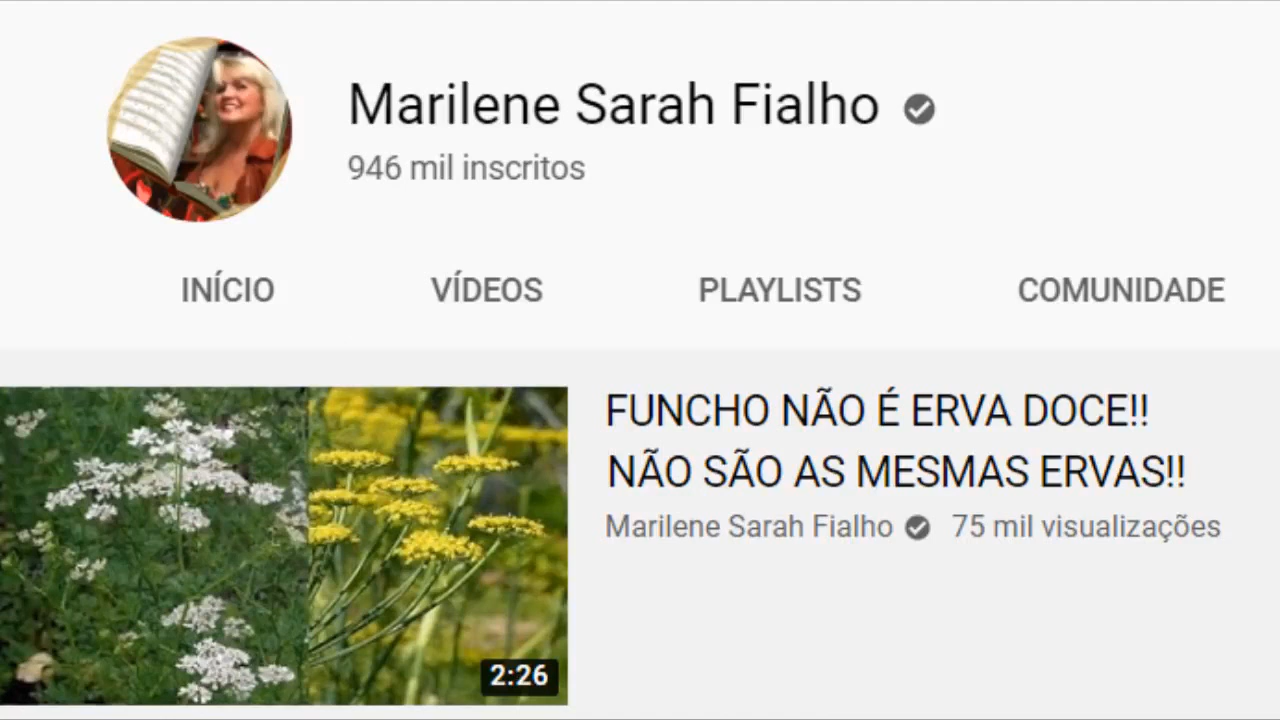 Marilene Sarah Fialho
946 mil inscritos
INÍCIO VÍDEOS PLAYLISTS COMUNIDADE
FUNCHO NÃO É ERVA DOCE!!
NÃO SÃO AS MESMAS ERVAS!!
Marilene Sarah Fialho 75 mil visualizações
2:26